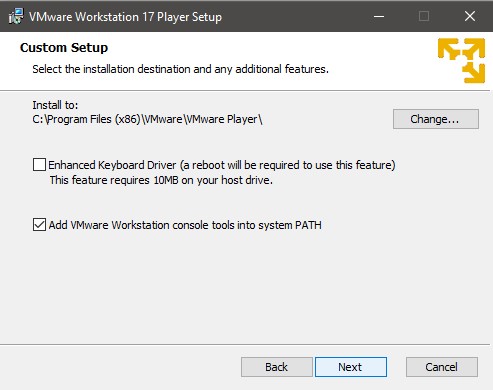 VMware Workstation 17 Player Setup
Custom Setup
Select the installation destination and any additional features.
Install to:
C:\Program Files (x86)\VMware\VMware Player\
Change...
Enhanced Keyboard Driver (a reboot will be required to use this feature)
This feature requires 10MB on your host drive.
Add VMware Workstation console tools into system PATH
Back
Next
Cancel